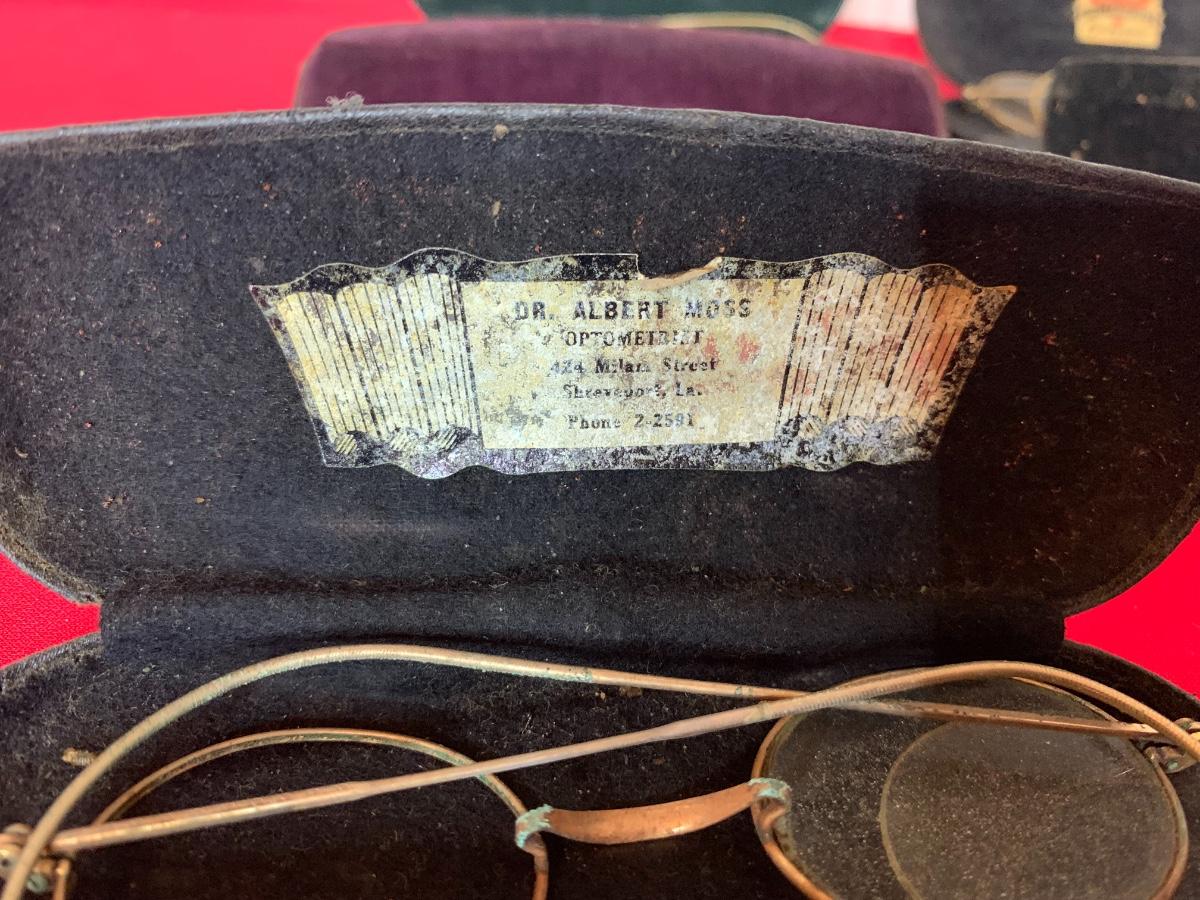 DR. ALBERT MOSS
OPTOMETRIST
424 Milam Street
Shreveport, La.
Phone 2-2591